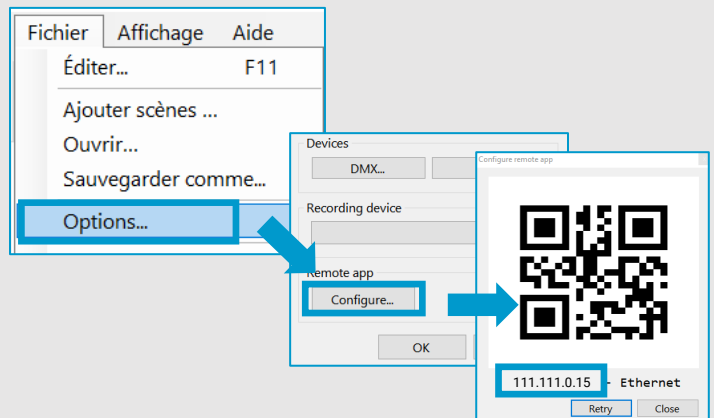 Fichier Affichage Aide
Éditer... F11
Ajouter scènes ...
Ouvrir...
Sauvegarder comme...
Options...
Devices
DMX...
Recording device
Remote app
Configure...
OK
Configure remote app
111.111.0.15 - Ethernet
Retry Close